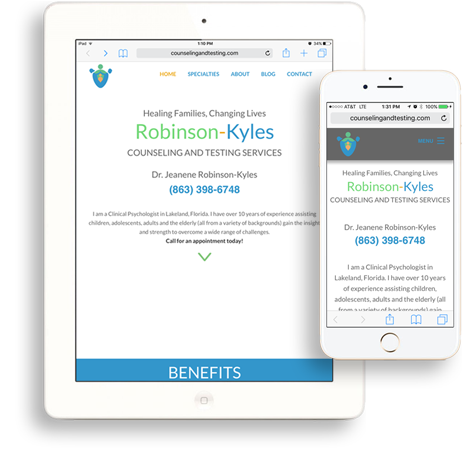 iPad
1:10 PM
34%
counselingandtesting.com
HOME SPECIALTIES ABOUT BLOG CONTACT
Healing Families, Changing Lives
Robinson-Kyles
COUNSELING AND TESTING SERVICES
Dr. Jeanene Robinson-Kyles
(863) 398-6748
I am a Clinical Psychologist in Lakeland, Florida. I have over 10 years of experience assisting
children, adolescents, adults and the elderly (all from a variety of backgrounds) gain the insight
and strength to overcome a wide range of challenges.
Call for an appointment today!
BENEFITS
AT&T LTE
1:31 PM
100%
counselingandtesting.com
MENU
Healing Families, Changing Lives
Robinson-Kyles
COUNSELING AND TESTING SERVICES
Dr. Jeanene Robinson-Kyles
(863) 398-6748
I am a Clinical Psychologist in
Lakeland, Florida. I have over 10 years
of experience assisting children,
adolescents, adults and the elderly (all
from a variety of backgrounds) gain